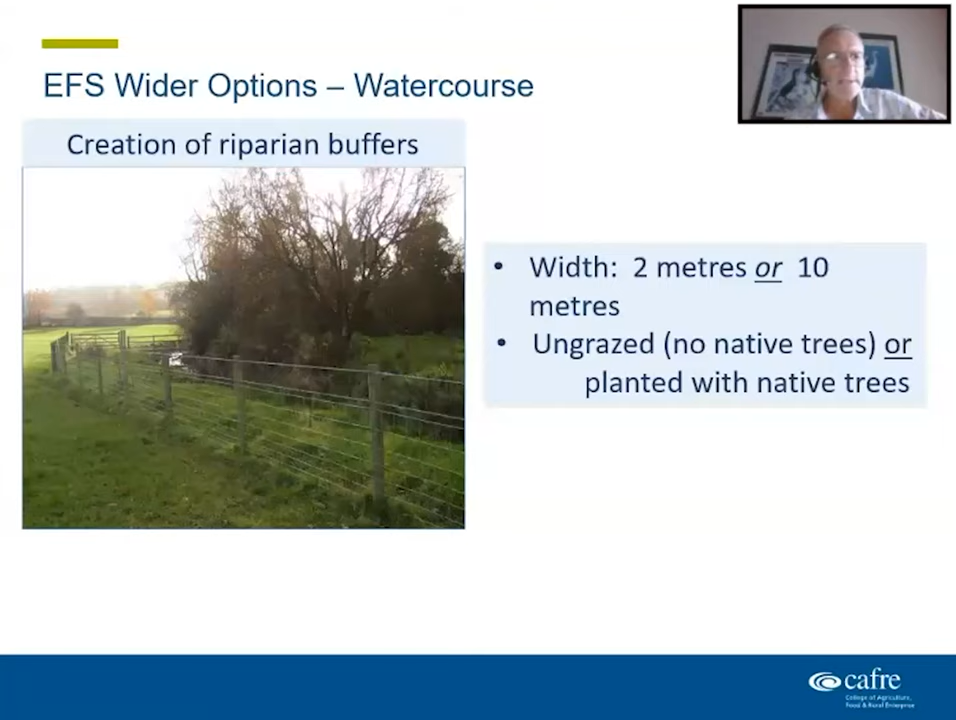 EFS Wider Options – Watercourse
Creation of riparian buffers
• Width: 2 metres or 10
metres
• Ungrazed (no native trees) or
planted with native trees
cafre
College of Agriculture,
Food & Rural Enterprise